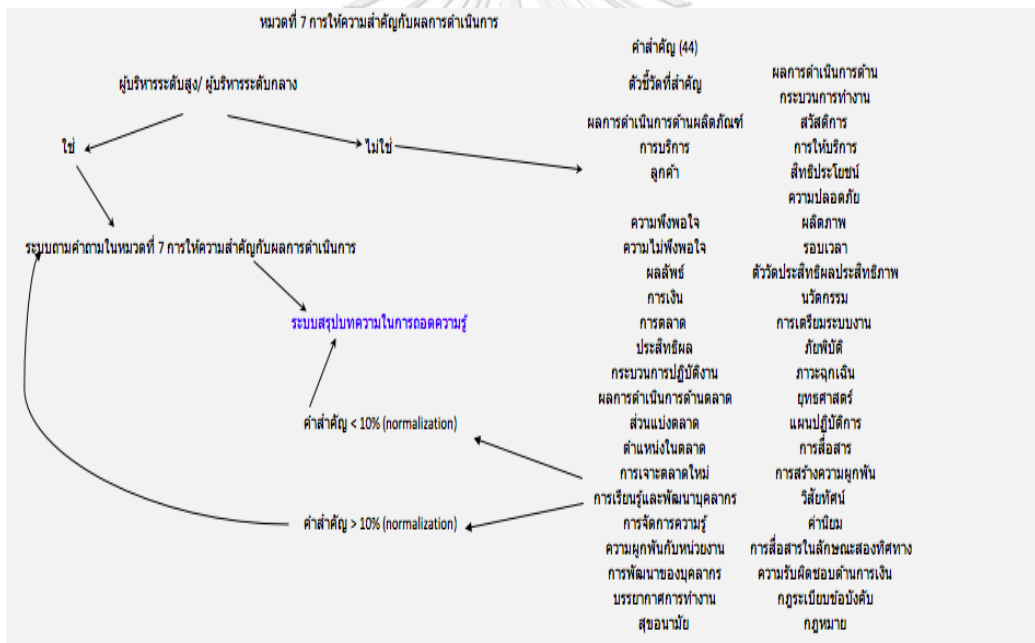 หมวดที่ 7 การให้ความสำคัญกับผลการดำเนินการ
ผู้บริหารระดับสูง/ ผู้บริหารระดับกลาง
ใช่
ไม่ใช่
ระบบถามคำถามในหมวดที่ 7 การให้ความสำคัญกับผลการดำเนินการ
ระบบสรุปบทความในการถอดความรู้
คำสำคัญ < 10% (normalization)
คำสำคัญ > 10% (normalization)
คำสำคัญ (44)
ตัวชี้วัดที่สำคัญ
ผลการดำเนินการด้านผลิตภัณฑ์
การบริการ
ลูกค้า
ความพึงพอใจ
ความไม่พึงพอใจ
ผลลัพธ์
การเงิน
การตลาด
ประสิทธิผล
กระบวนการปฏิบัติงาน
ผลการดำเนินการด้านตลาด
ส่วนแบ่งตลาด
ตำแหน่งในตลาด
การเจาะตลาดใหม่
การเรียนรู้และพัฒนาบุคลากร
การจัดการความรู้
ความผูกพันกับหน่วยงาน
การพัฒนาของบุคลากร
บรรยากาศการทำงาน
สุขอนามัย
ผลการดำเนินการด้าน
กระบวนการทำงาน
สวัสดิการ
การให้บริการ
สิทธิประโยชน์
ความปลอดภัย
ผลิตภาพ
รอบเวลา
ตัววัดประสิทธิผลประสิทธิภาพ
นวัตกรรม
การเตรียมระบบงาน
ภัยพิบัติ
ภาวะฉุกเฉิน
ยุทธศาสตร์
แผนปฏิบัติการ
การสื่อสาร
การสร้างความผูกพัน
วิสัยทัศน์
ค่านิยม
การสื่อสารในลักษณะสองทิศทาง
ความรับผิดชอบด้านการเงิน
กฎระเบียบข้อบังคับ
กฎหมาย